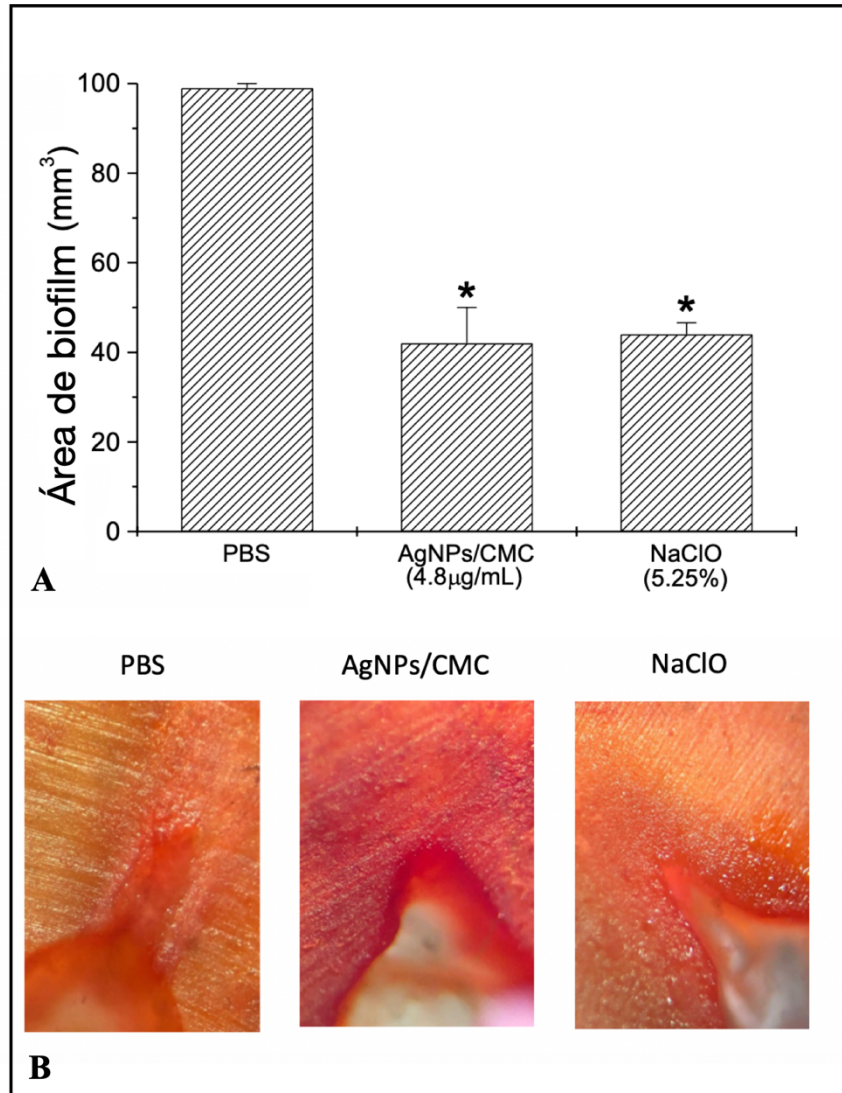 100
80
60
40
20
0
Área de biofilm (mm³)
*
*
PBS
AgNPs/CMC
(4.8µg/mL)
NaClO
(5.25%)
A
PBS
AgNPs/CMC
NaClO
B